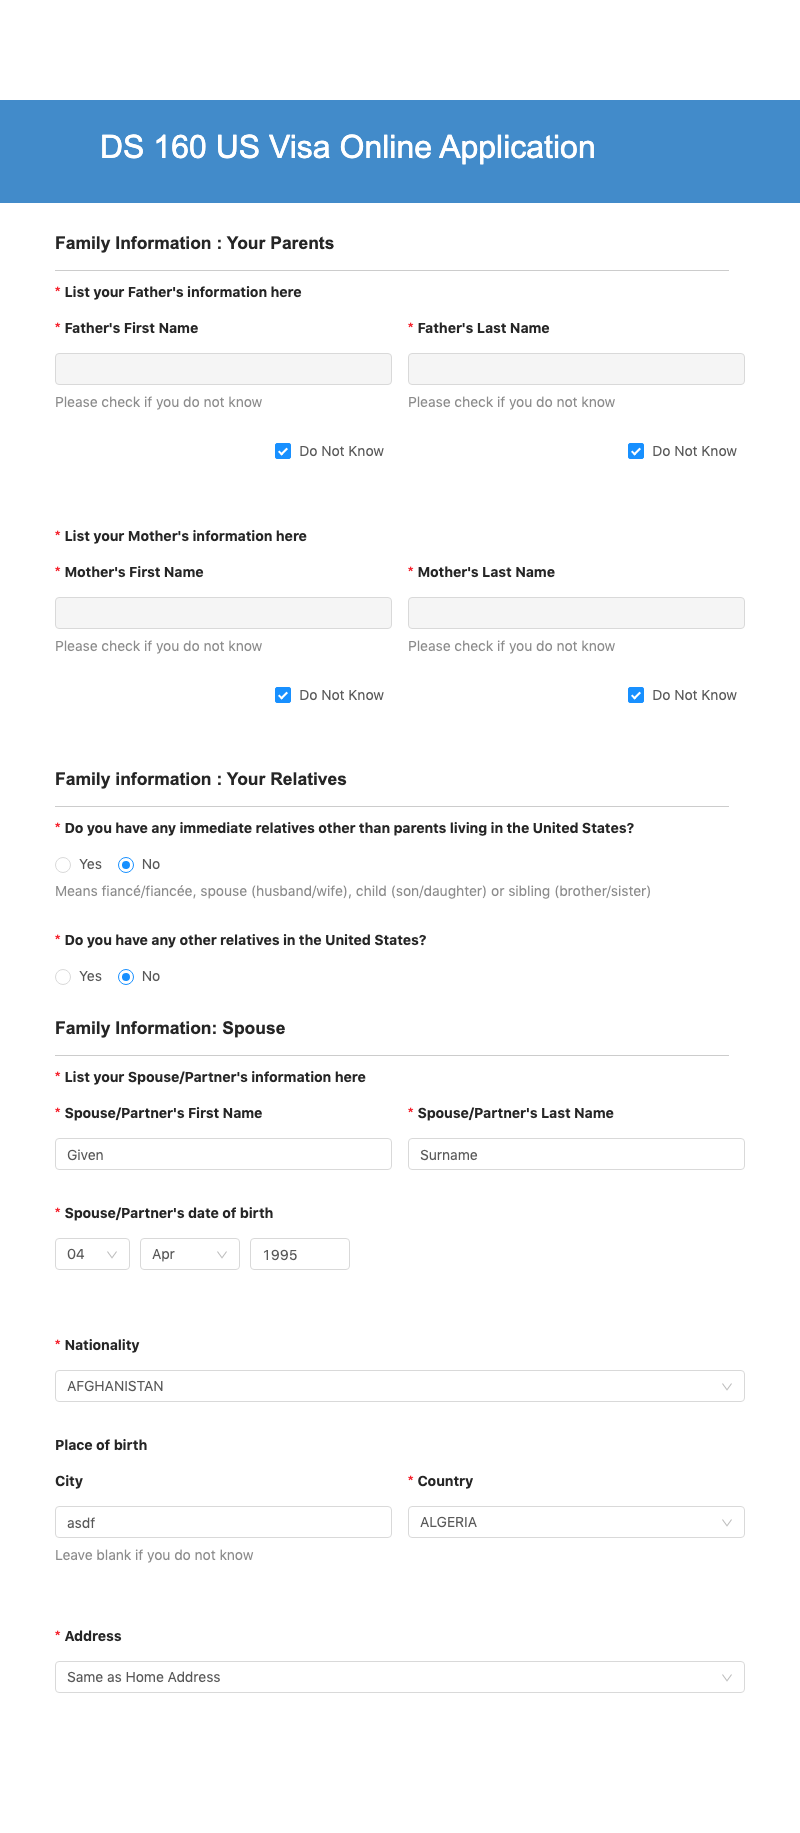 DS 160 US Visa Online Application
Family Information : Your Parents
* List your Father's information here
* Father's First Name * Father's Last Name
Please check if you do not know Please check if you do not know
Do Not Know Do Not Know
* List your Mother's information here
* Mother's First Name * Mother's Last Name
Please check if you do not know Please check if you do not know
Do Not Know Do Not Know
Family information : Your Relatives
* Do you have any immediate relatives other than parents living in the United States?
Yes No
Means fiancé/fiancée, spouse (husband/wife), child (son/daughter) or sibling (brother/sister)
* Do you have any other relatives in the United States?
Yes No
Family Information: Spouse
* List your Spouse/Partner's information here
* Spouse/Partner's First Name * Spouse/Partner's Last Name
Given Surname
* Spouse/Partner's date of birth
04 Apr 1995
* Nationality
AFGHANISTAN
Place of birth
City * Country
asdf ALGERIA
Leave blank if you do not know
* Address
Same as Home Address